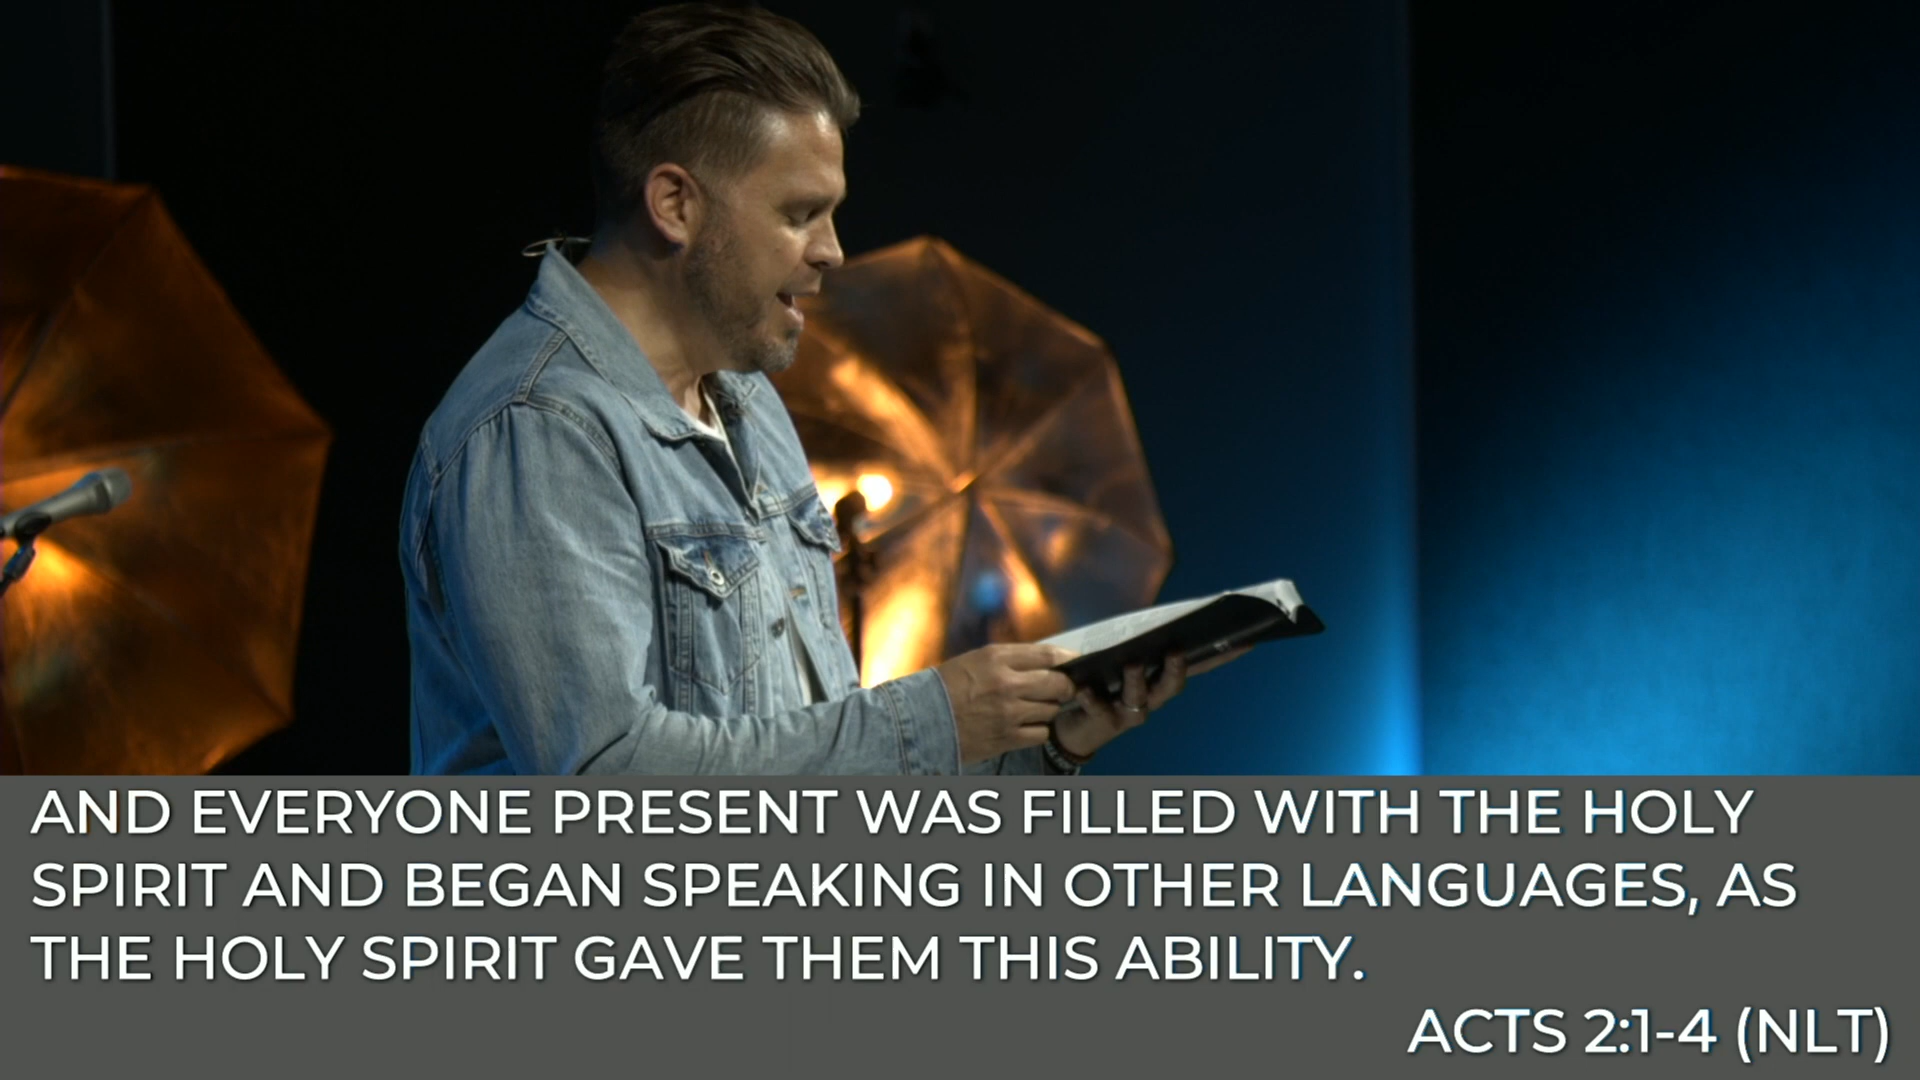 AND EVERYONE PRESENT WAS FILLED WITH THE HOLY
SPIRIT AND BEGAN SPEAKING IN OTHER LANGUAGES, AS
THE HOLY SPIRIT GAVE THEM THIS ABILITY.
ACTS 2:1-4 (NLT)